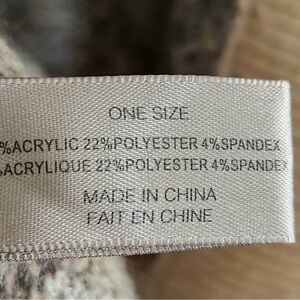 ONE SIZE
%ACRYLIC 22%POLYESTER 4%SPANDEX
%ACRYLIQUE 22%POLYESTER 4%SPANDEX
MADE IN CHINA
FAIT EN CHINE